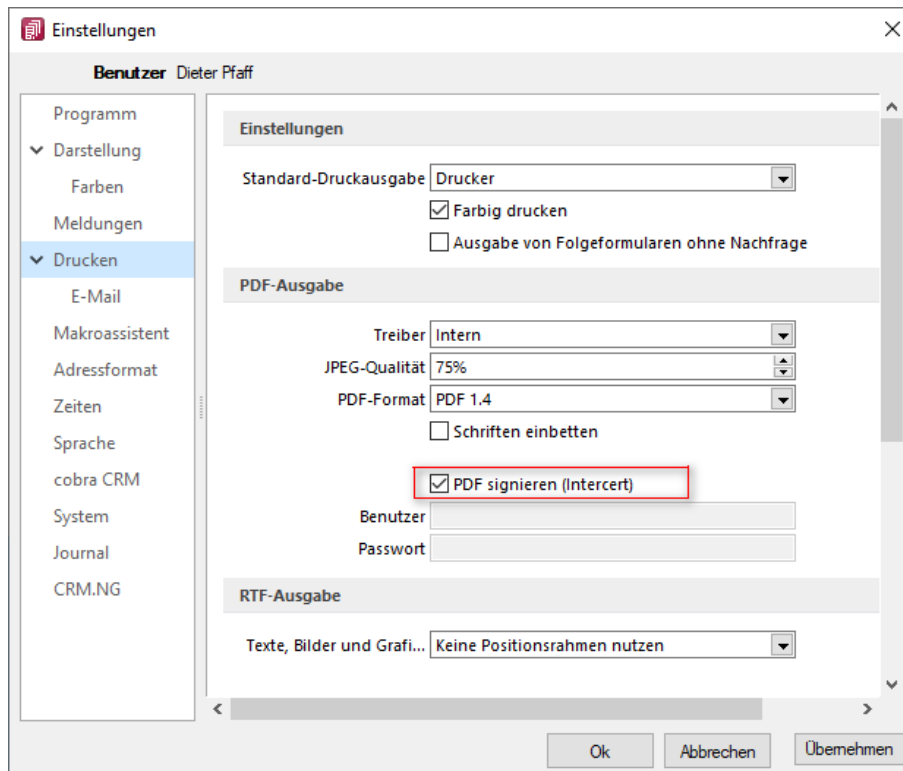 Einstellungen
Benutzer Dieter Pfaff
Programm
Darstellung
Farben
Meldungen
Drucken
E-Mail
Makroassistent
Adressformat
Zeiten
Sprache
cobra CRM
System
Journal
CRM.NG
Einstellungen
Standard-Druckausgabe Drucker
Farbig drucken
Ausgabe von Folgeformularen ohne Nachfrage
PDF-Ausgabe
Treiber Intern
JPEG-Qualität 75%
PDF-Format PDF 1.4
Schriften einbetten
PDF signieren (Intercert)
Benutzer
Passwort
RTF-Ausgabe
Texte, Bilder und Grafi... Keine Positionsrahmen nutzen
Ok Abbrechen Übernehmen